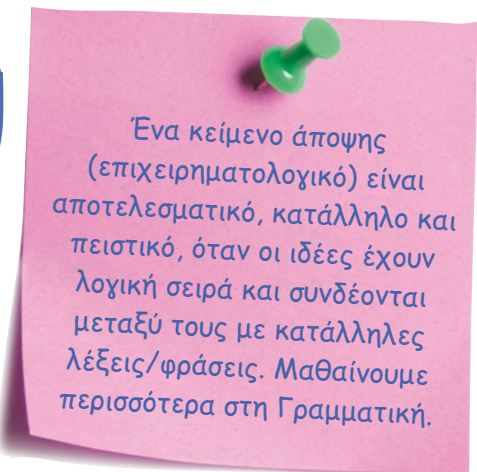 Ένα κείμενο άποψης
(επιχειρηματολογικό) είναι
αποτελεσματικό, κατάλληλο και
πειστικό, όταν οι ιδέες έχουν
λογική σειρά και συνδέονται
μεταξύ τους με κατάλληλες
λέξεις/φράσεις. Μαθαίνουμε
περισσότερα στη Γραμματική.